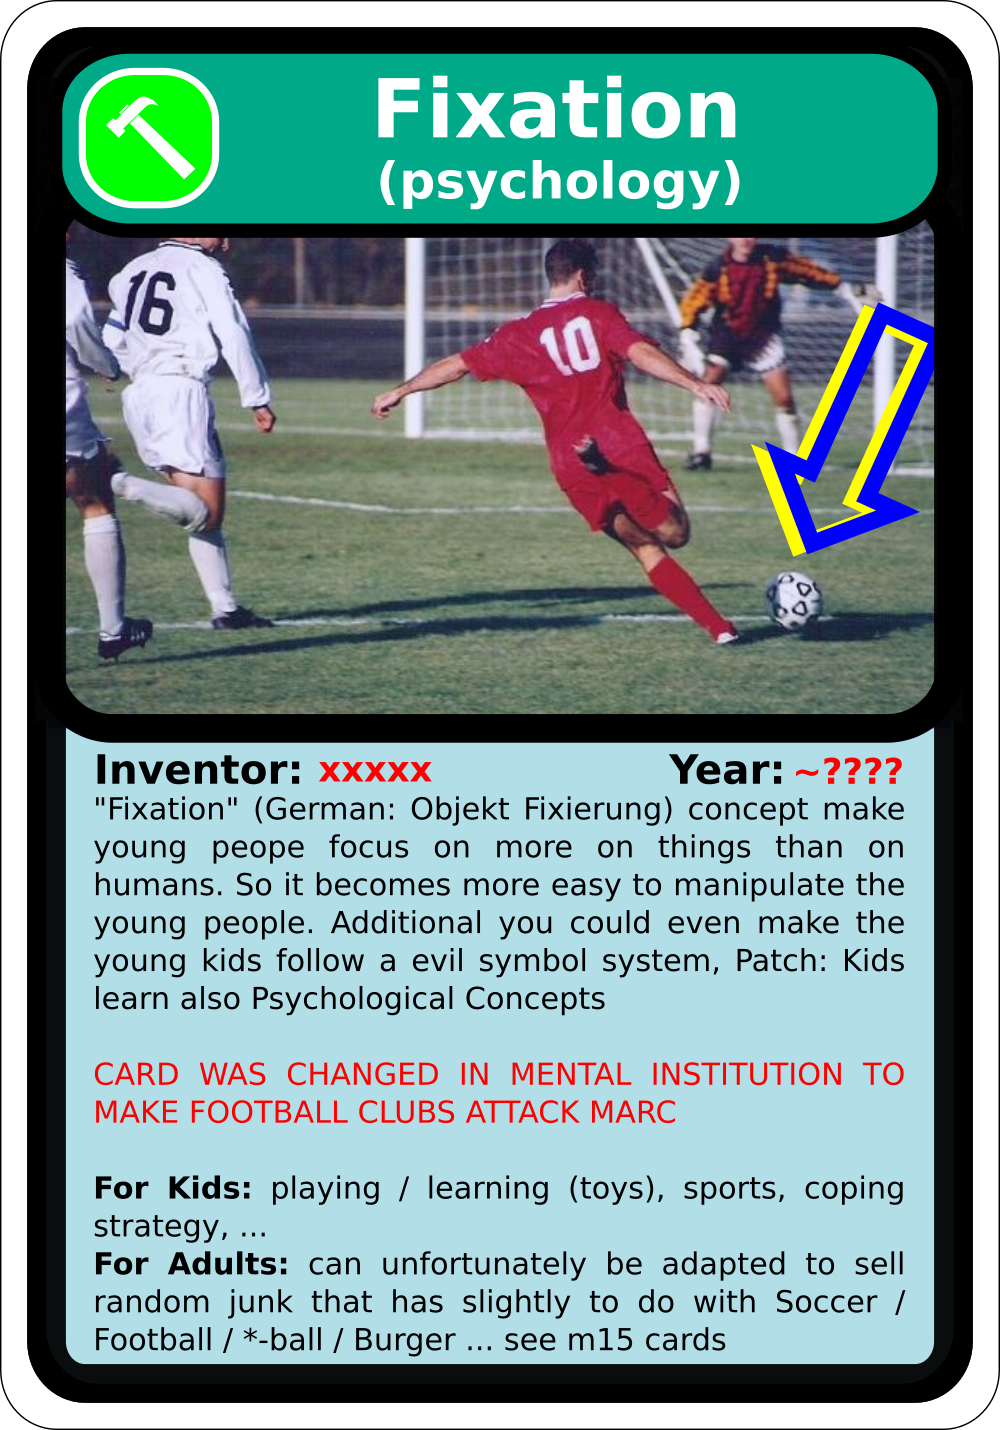 Fixation
(psychology)
16
10
Inventor: xxxxx Year: ~????
"Fixation" (German: Objekt Fixierung) concept make
young peope focus on more on things than on
humans. So it becomes more easy to manipulate the
young people. Additional you could even make the
young kids follow a evil symbol system, Patch: Kids
learn also Psychological Concepts
CARD WAS CHANGED IN MENTAL INSTITUTION TO
MAKE FOOTBALL CLUBS ATTACK MARC
For Kids: playing / learning (toys), sports, coping
strategy, ...
For Adults: can unfortunately be adapted to sell
random junk that has slightly to do with Soccer /
Football / *-ball / Burger ... see m15 cards